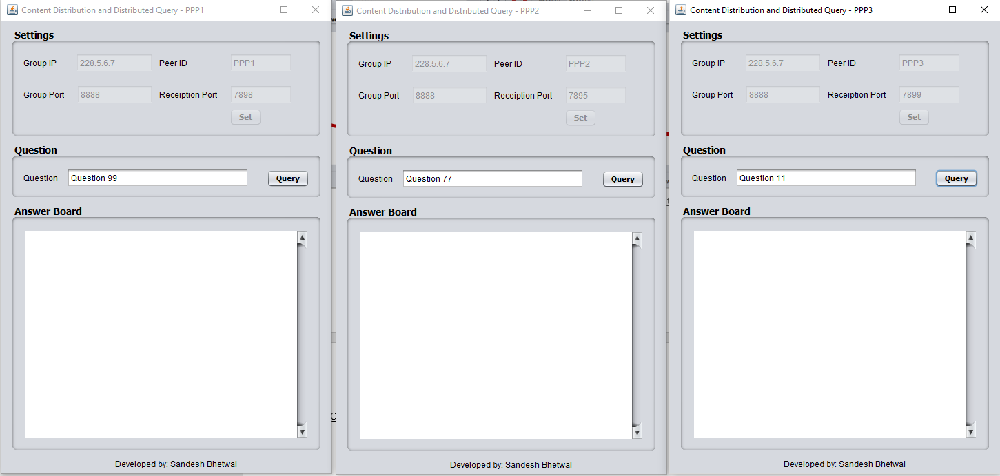 Content Distribution and Distributed Query - PPP1
Settings
Group IP 228.5.6.7 Peer ID PPP1
Group Port 8888 Receiption Port 7898
Set
Question
Question Question 99 Query
Answer Board
Developed by: Sandesh Bhetwal
Content Distribution and Distributed Query - PPP2
Settings
Group IP 228.5.6.7 Peer ID PPP2
Group Port 8888 Receiption Port 7895
Set
Question
Question Question 77 Query
Answer Board
Developed by: Sandesh Bhetwal
Content Distribution and Distributed Query - PPP3
Settings
Group IP 228.5.6.7 Peer ID PPP3
Group Port 8888 Receiption Port 7899
Set
Question
Question Question 11 Query
Answer Board
Developed by: Sandesh Bhetwal